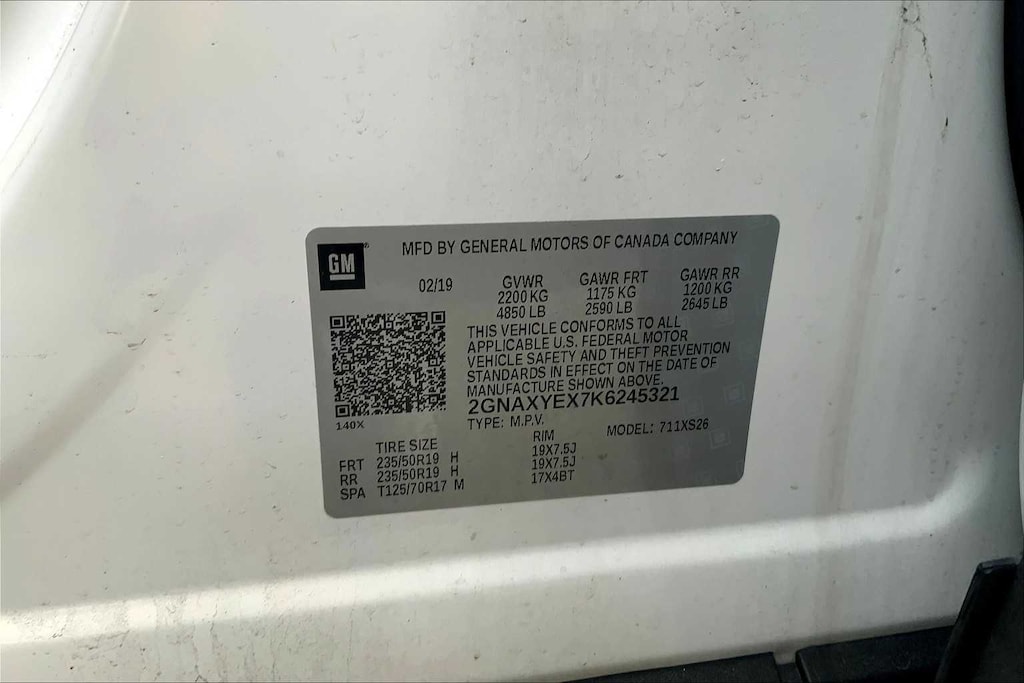 GM®
MFD BY GENERAL MOTORS OF CANADA COMPANY
02/19 GVWR GAWR FRT GAWR RR
2200 KG 1175 KG 1200 KG
4850 LB 2590 LB 2645 LB
THIS VEHICLE CONFORMS TO ALL
APPLICABLE U.S. FEDERAL MOTOR
VEHICLE SAFETY AND THEFT PREVENTION
STANDARDS IN EFFECT ON THE DATE OF
MANUFACTURE SHOWN ABOVE.
2GNAXYEX7K6245321
140X TYPE: M.P.V. MODEL: 711XS26
TIRE SIZE RIM
FRT 235/50R19 H 19X7.5J
RR 235/50R19 H 19X7.5J
SPA T125/70R17 M 17X4BT